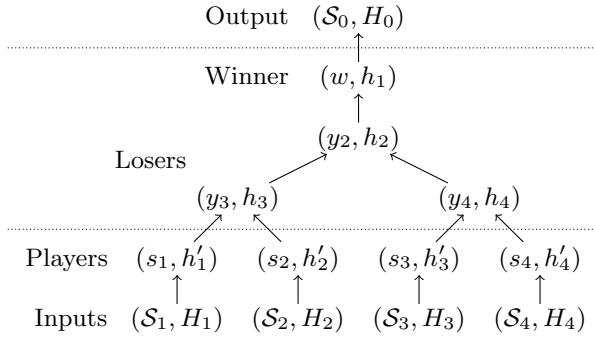 Output (𝒮₀, H₀)
Winner (w, h₁)
(y₂, h₂)
Losers
(y₃, h₃) (y₄, h₄)
Players (s₁, h′₁) (s₂, h′₂) (s₃, h′₃) (s₄, h′₄)
Inputs (𝒮₁, H₁) (𝒮₂, H₂) (𝒮₃, H₃) (𝒮₄, H₄)